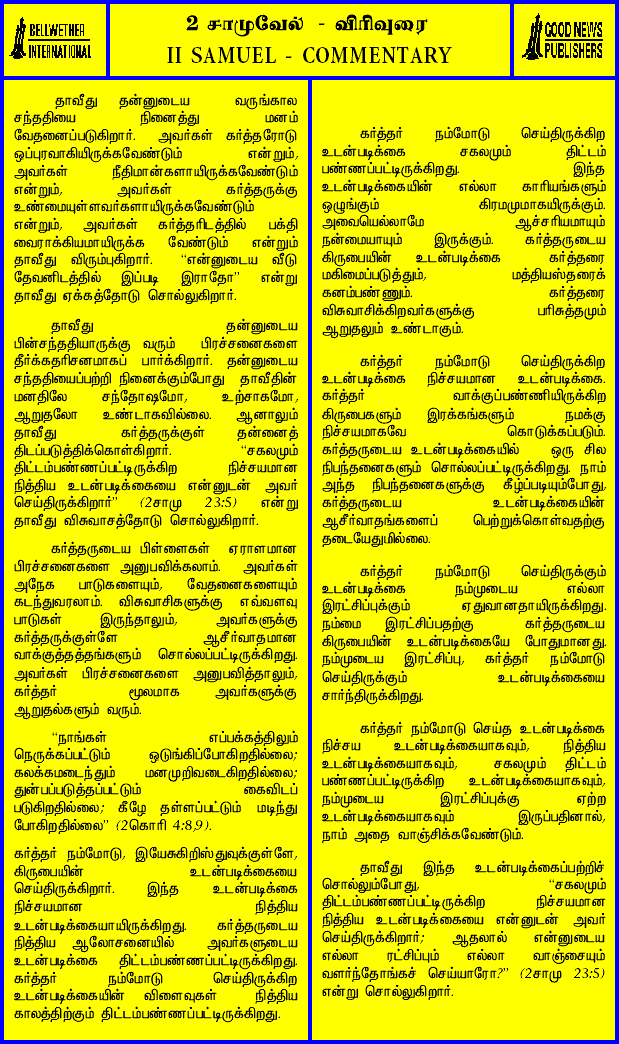 BELLWETHER
INTERNATIONAL
2 சாமுவேல் - விரிவுரை
II SAMUEL - COMMENTARY
GOOD NEWS
PUBLISHERS
தாவீது தன்னுடைய வருங்கால
சந்ததியை நினைத்து மனம்
வேதனைப்படுகிறார். அவர்கள் கர்த்தரோடு
ஒப்புரவாகியிருக்கவேண்டும் என்றும்,
அவர்கள் நீதிமான்களாயிருக்கவேண்டும்
என்றும், அவர்கள் கர்த்தருக்கு
உண்மையுள்ளவர்களாயிருக்கவேண்டும்
என்றும், அவர்கள் கர்த்தரிடத்தில் பக்தி
வைராக்கியமாயிருக்க வேண்டும் என்றும்
தாவீது விரும்புகிறார். “என்னுடைய வீடு
தேவனிடத்தில் இப்படி இராதோ” என்று
தாவீது ஏக்கத்தோடு சொல்லுகிறார்.
தாவீது தன்னுடைய
பின்சந்ததியாருக்கு வரும் பிரச்சனைகளை
தீர்க்கதரிசனமாகப் பார்க்கிறார். தன்னுடைய
சந்ததியைப்பற்றி நினைக்கும்போது தாவீதின்
மனதிலே சந்தோஷமோ, உற்சாகமோ,
ஆறுதலோ உண்டாகவில்லை. ஆனாலும்
தாவீது கர்த்தருக்குள் தன்னைத்
திடப்படுத்திக்கொள்கிறார். “சகலமும்
திட்டம்பண்ணப்பட்டிருக்கிற நிச்சயமான
நித்திய உடன்படிக்கையை என்னுடன் அவர்
செய்திருக்கிறார்” (2சாமு 23:5) என்று
தாவீது விசுவாசத்தோடு சொல்லுகிறார்.
கர்த்தருடைய பிள்ளைகள் ஏராளமான
பிரச்சனைகளை அனுபவிக்கலாம். அவர்கள்
அநேக பாடுகளையும், வேதனைகளையும்
கடந்துவரலாம். விசுவாசிகளுக்கு எவ்வளவு
பாடுகள் இருந்தாலும், அவர்களுக்கு
கர்த்தருக்குள்ளே ஆசீர்வாதமான
வாக்குத்தத்தங்களும் சொல்லப்பட்டிருக்கிறது.
அவர்கள் பிரச்சனைகளை அனுபவித்தாலும்,
கர்த்தர் மூலமாக அவர்களுக்கு
ஆறுதல்களும் வரும்.
“நாங்கள் எப்பக்கத்திலும்
நெருக்கப்பட்டும் ஒடுங்கிப்போகிறதில்லை;
கலக்கமடைந்தும் மனமுறிவடைகிறதில்லை;
துன்பப்படுத்தப்பட்டும் கைவிடப்
படுகிறதில்லை; கீழே தள்ளப்பட்டும் மடிந்து
போகிறதில்லை” (2கொரி 4:8,9).
கர்த்தர் நம்மோடு, இயேசுகிறிஸ்துவுக்குள்ளே,
கிருபையின் உடன்படிக்கையை
செய்திருக்கிறார். இந்த உடன்படிக்கை
நிச்சயமான நித்திய
உடன்படிக்கையாயிருக்கிறது. கர்த்தருடைய
நித்திய ஆலோசனையில் அவர்களுடைய
உடன்படிக்கை திட்டம்பண்ணப்பட்டிருக்கிறது.
கர்த்தர் நம்மோடு செய்திருக்கிற
உடன்படிக்கையின் விளைவுகள் நித்திய
காலத்திற்கும் திட்டம்பண்ணப்பட்டிருக்கிறது.
கர்த்தர் நம்மோடு செய்திருக்கிற
உடன்படிக்கை சகலமும் திட்டம்
பண்ணப்பட்டிருக்கிறது. இந்த
உடன்படிக்கையின் எல்லா காரியங்களும்
ஒழுங்கும் கிரமமுமாகயிருக்கும்.
அவையெல்லாமே ஆச்சரியமாயும்
நன்மையாயும் இருக்கும். கர்த்தருடைய
கிருபையின் உடன்படிக்கை கர்த்தரை
மகிமைப்படுத்தும், மத்தியஸ்தரைக்
கனம்பண்ணும். கர்த்தரை
விசுவாசிக்கிறவர்களுக்கு பரிசுத்தமும்
ஆறுதலும் உண்டாகும்.
கர்த்தர் நம்மோடு செய்திருக்கிற
உடன்படிக்கை நிச்சயமான உடன்படிக்கை.
கர்த்தர் வாக்குப்பண்ணியிருக்கிற
கிருபைகளும் இரக்கங்களும் நமக்கு
நிச்சயமாகவே கொடுக்கப்படும்.
கர்த்தருடைய உடன்படிக்கையில் ஒரு சில
நிபந்தனைகளும் சொல்லப்பட்டிருக்கிறது. நாம்
அந்த நிபந்தனைகளுக்கு கீழ்ப்படியும்போது,
கர்த்தருடைய உடன்படிக்கையின்
ஆசீர்வாதங்களைப் பெற்றுக்கொள்வதற்கு
தடையேதுமில்லை.
கர்த்தர் நம்மோடு செய்திருக்கும்
உடன்படிக்கை நம்முடைய எல்லா
இரட்சிப்புக்கும் ஏதுவானதாயிருக்கிறது.
நம்மை இரட்சிப்பதற்கு கர்த்தருடைய
கிருபையின் உடன்படிக்கையே போதுமானது.
நம்முடைய இரட்சிப்பு, கர்த்தர் நம்மோடு
செய்திருக்கும் உடன்படிக்கையை
சார்ந்திருக்கிறது.
கர்த்தர் நம்மோடு செய்த உடன்படிக்கை
நிச்சய உடன்படிக்கையாகவும், நித்திய
உடன்படிக்கையாகவும், சகலமும் திட்டம்
பண்ணப்பட்டிருக்கிற உடன்படிக்கையாகவும்,
நம்முடைய இரட்சிப்புக்கு ஏற்ற
உடன்படிக்கையாகவும் இருப்பதினால்,
நாம் அதை வாஞ்சிக்கவேண்டும்.
தாவீது இந்த உடன்படிக்கைப்பற்றிச்
சொல்லும்போது, “சகலமும்
திட்டம்பண்ணப்பட்டிருக்கிற நிச்சயமான
நித்திய உடன்படிக்கையை என்னுடன் அவர்
செய்திருக்கிறார்; ஆதலால் என்னுடைய
எல்லா ரட்சிப்பும் எல்லா வாஞ்சையும்
வளர்ந்தோங்கச் செய்யாரோ?” (2சாமு 23:5)
என்று சொல்லுகிறார்.